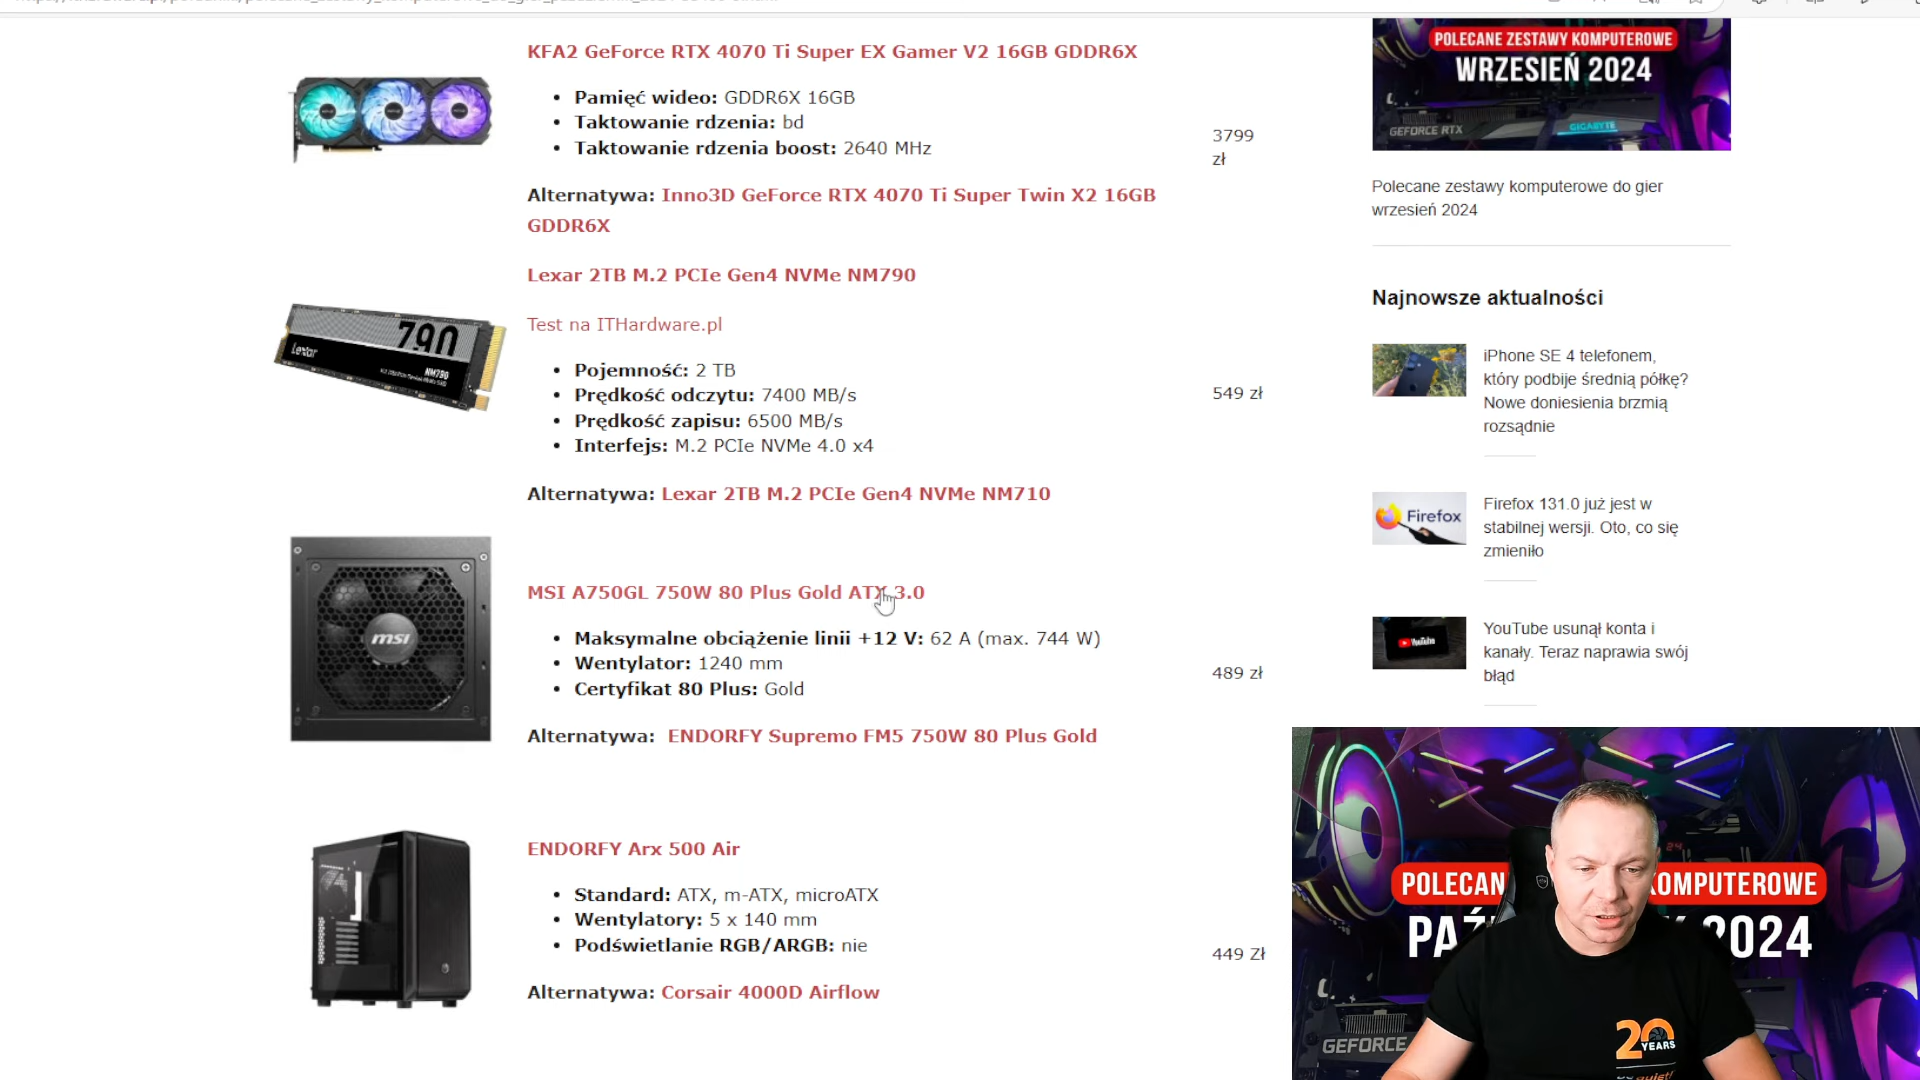 KFA2 GeForce RTX 4070 Ti Super EX Gamer V2 16GB GDDR6X
Pamięć wideo: GDDR6X 16GB
Taktowanie rdzenia: bd
Taktowanie rdzenia boost: 2640 MHz
3799
zł
Alternatywa: Inno3D GeForce RTX 4070 Ti Super Twin X2 16GB
GDDR6X
Lexar 2TB M.2 PCIe Gen4 NVMe NM790
Test na ITHardware.pl
Pojemność: 2 TB
Prędkość odczytu: 7400 MB/s
Prędkość zapisu: 6500 MB/s
Interfejs: M.2 PCIe NVMe 4.0 x4
549 zł
Alternatywa: Lexar 2TB M.2 PCIe Gen4 NVMe NM710
790
Lexar
NM790
msi
MSI A750GL 750W 80 Plus Gold ATX 3.0
Maksymalne obciążenie linii +12 V: 62 A (max. 744 W)
Wentylator: 1240 mm
Certyfikat 80 Plus: Gold
489 zł
Alternatywa: ENDORFY Supremo FM5 750W 80 Plus Gold
ENDORFY Arx 500 Air
Standard: ATX, m-ATX, microATX
Wentylatory: 5 x 140 mm
Podświetlanie RGB/ARGB: nie
449 Zł
Alternatywa: Corsair 4000D Airflow
POLECANE ZESTAWY KOMPUTEROWE
WRZESIEŃ 2024
GEFORCE RTX
GIGABYTE
Polecane zestawy komputerowe do gier
wrzesień 2024
Najnowsze aktualności
iPhone SE 4 telefonem,
który podbije średnią półkę?
Nowe doniesienia brzmią
rozsądnie
Firefox
Firefox 131.0 już jest w
stabilnej wersji. Oto, co się
zmieniło
YouTube
YouTube usunął konta i
kanały. Teraz naprawia swój
błąd
POLECAN KOMPUTEROWE
PAŹ 2024
GEFORCE
20
YEARS